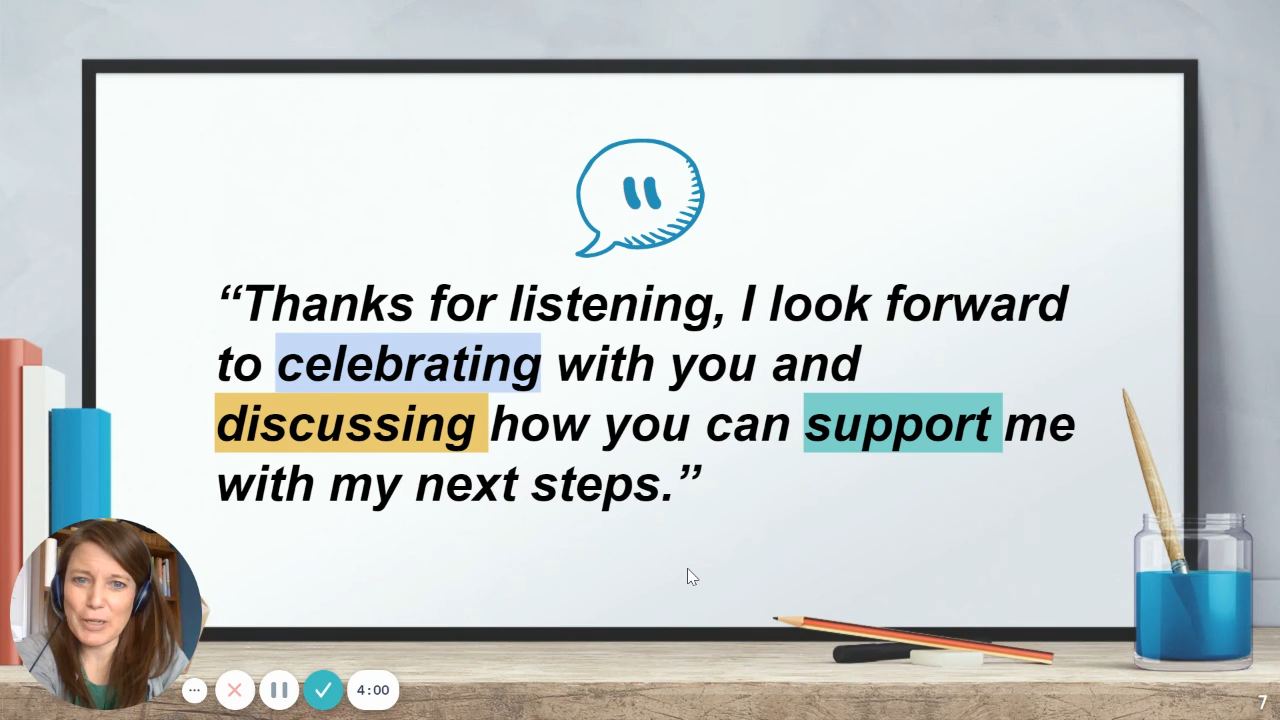 “Thanks for listening, I look forward
to celebrating with you and
discussing how you can support me
with my next steps.”
4:00
7